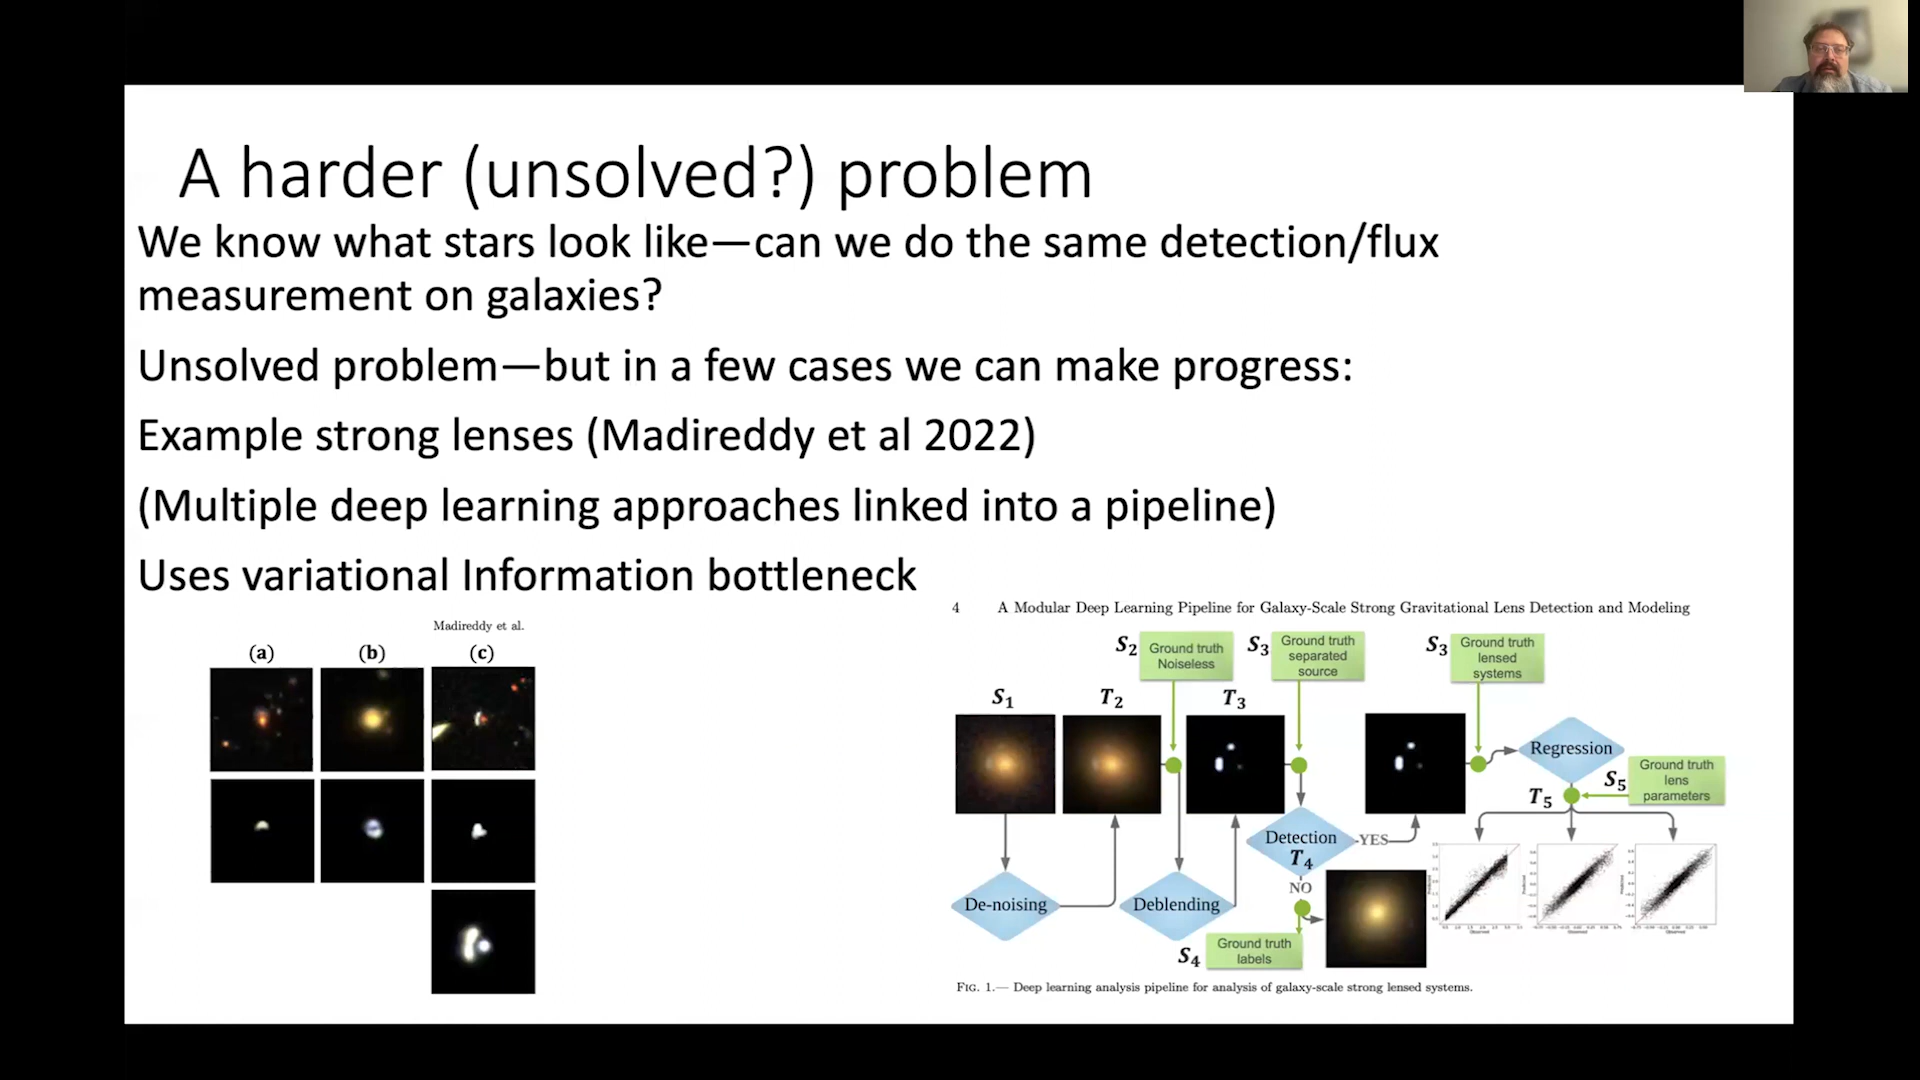 A harder (unsolved?) problem
We know what stars look like—can we do the same detection/flux
measurement on galaxies?
Unsolved problem—but in a few cases we can make progress:
Example strong lenses (Madireddy et al 2022)
(Multiple deep learning approaches linked into a pipeline)
Uses variational Information bottleneck
Madireddy et al.
(a) (b) (c)
4 A Modular Deep Learning Pipeline for Galaxy-Scale Strong Gravitational Lens Detection and Modeling
S2
Ground truth
Noiseless
S3
Ground truth
separated
source
S3
Ground truth
lensed
systems
S1
T2
T3
Regression
S5
Ground truth
lens
parameters
T5
Detection
T4
YES
NO
De-noising
Deblending
S4
Ground truth
labels
FIG. 1.— Deep learning analysis pipeline for analysis of galaxy-scale strong lensed systems.